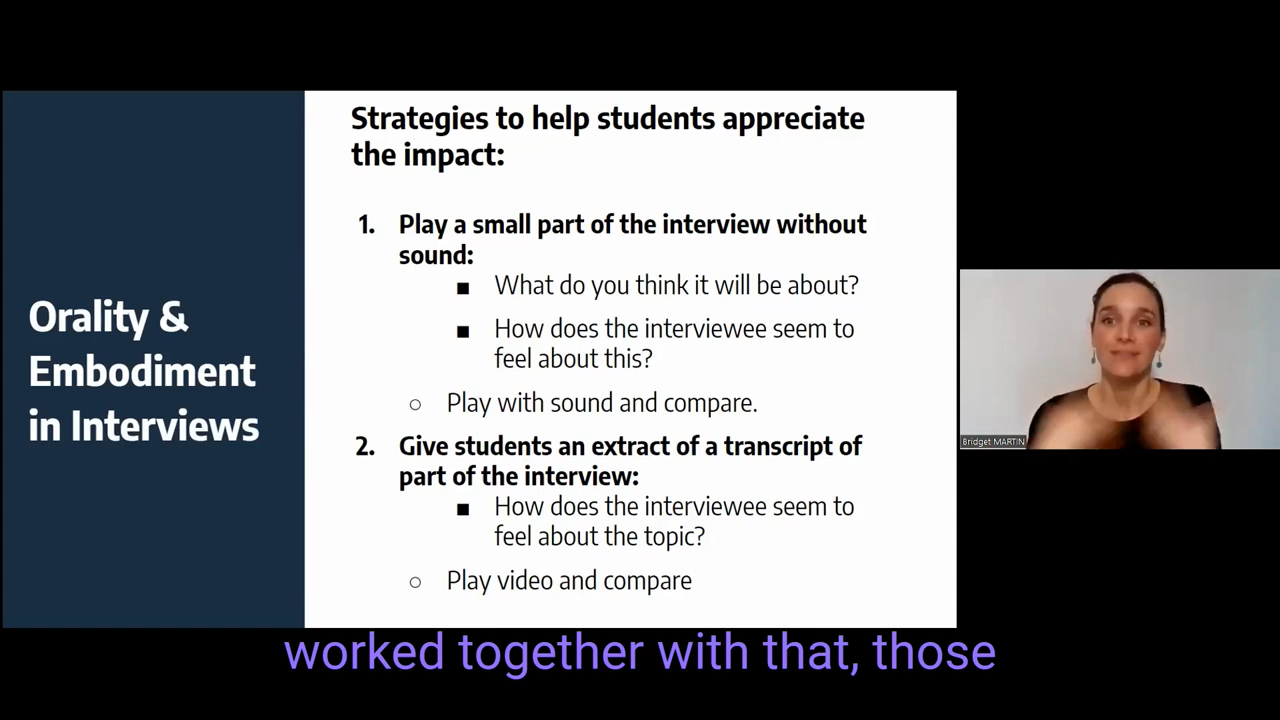 Orality &
Embodiment
in Interviews
Strategies to help students appreciate
the impact:
1. Play a small part of the interview without
sound:
■ What do you think it will be about?
■ How does the interviewee seem to
feel about this?
○ Play with sound and compare.
2. Give students an extract of a transcript of
part of the interview:
■ How does the interviewee seem to
feel about the topic?
○ Play video and compare
Bridget MARTIN
worked together with that, those